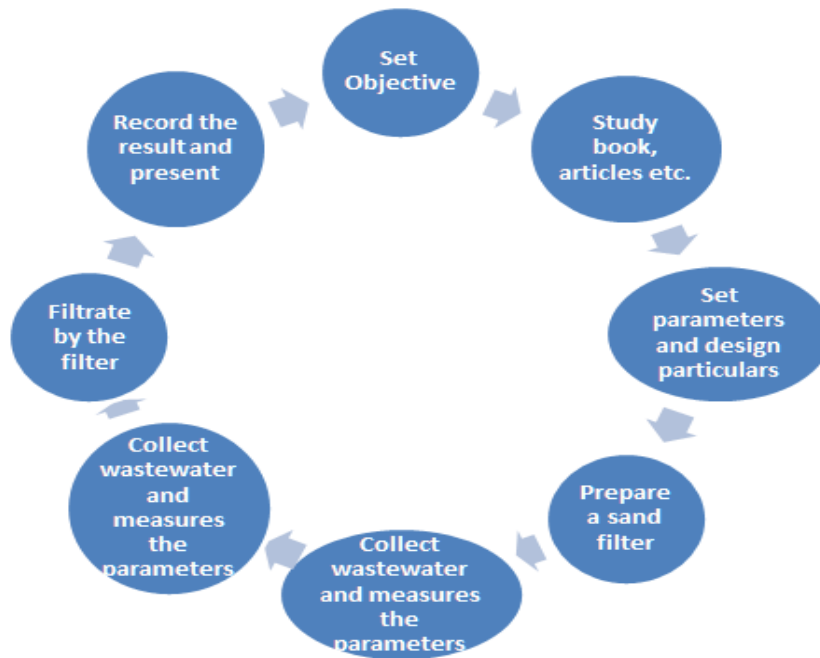 Set
Objective
Study
book,
articles etc.
Set
parameters
and design
particulars
Prepare
a sand
filter
Collect
wastewater
and measures
the
parameters
Collect
wastewater
and
measures
the
parameters
Filtrate
by the
filter
Record the
result and
present